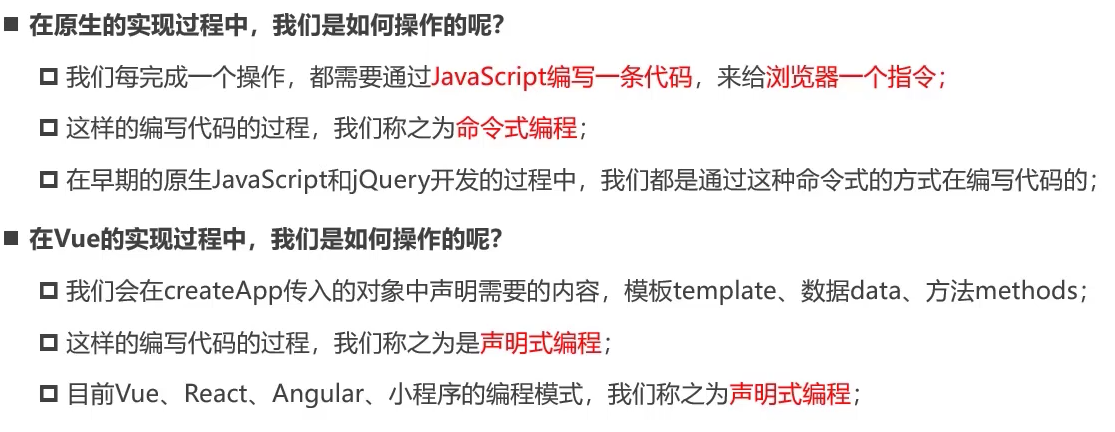 在原生的实现过程中，我们是如何操作的呢？
我们每完成一个操作，都需要通过JavaScript编写一条代码，来给浏览器一个指令；
这样的编写代码的过程，我们称之为命令式编程；
在早期的原生JavaScript和jQuery开发的过程中，我们都是通过这种命令式的方式在编写代码的；
在Vue的实现过程中，我们是如何操作的呢？
我们会在createApp传入的对象中声明需要的内容，模板template、数据data、方法methods；
这样的编写代码的过程，我们称之为是声明式编程；
目前Vue、React、Angular、小程序的编程模式，我们称之为声明式编程；